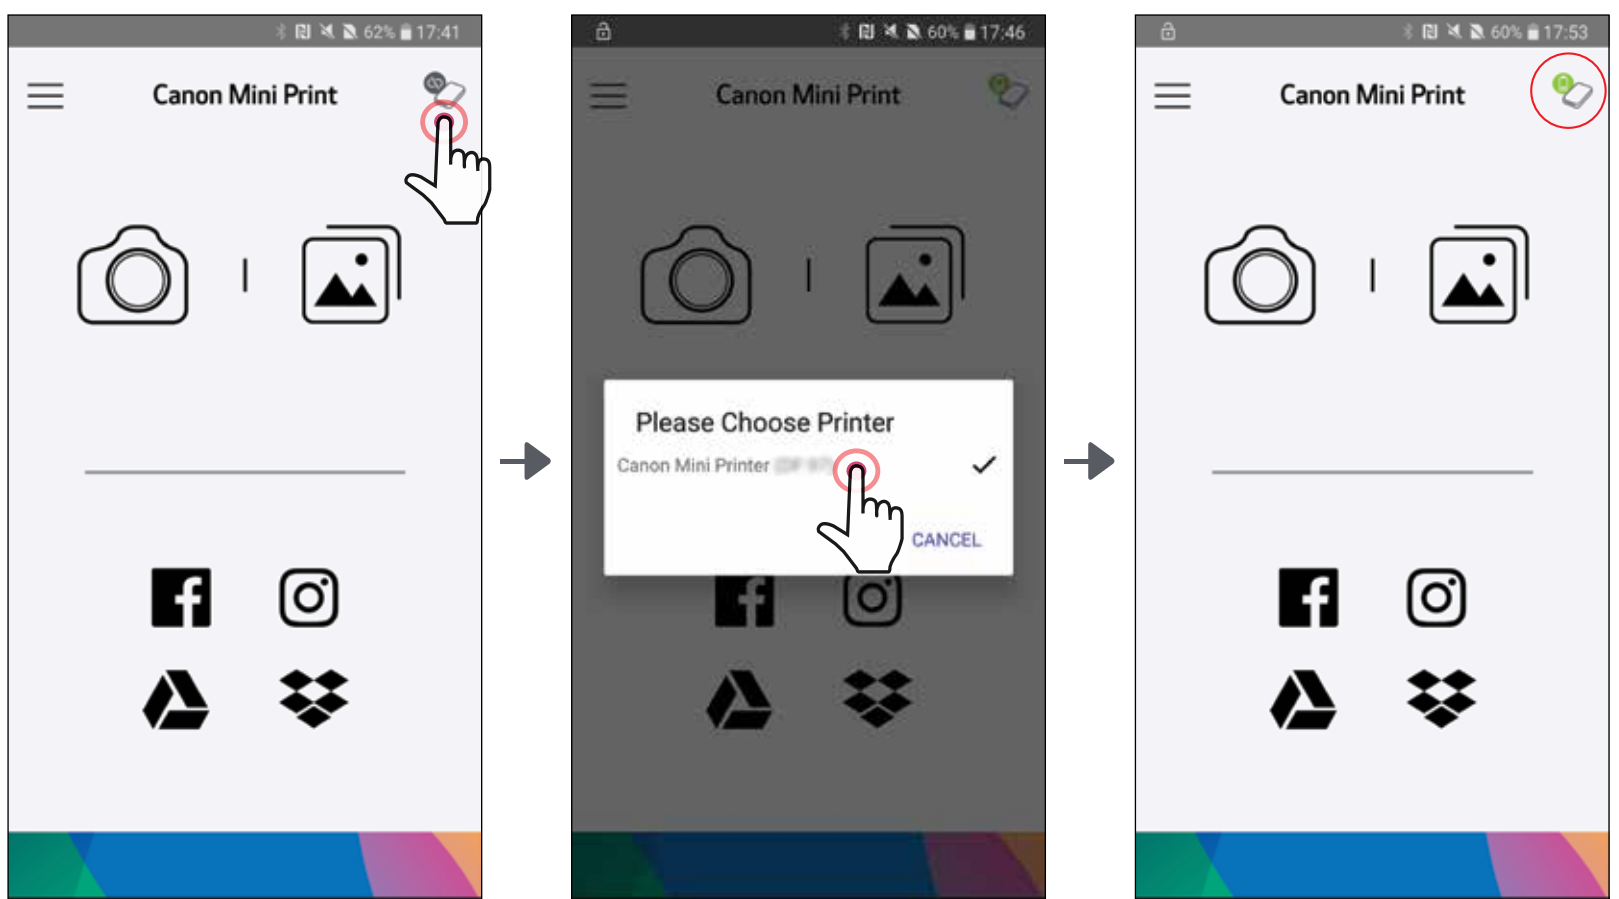 62% 17:41
Canon Mini Print
60% 17:46
Canon Mini Print
Please Choose Printer
Canon Mini Printer
CANCEL
60% 17:53
Canon Mini Print